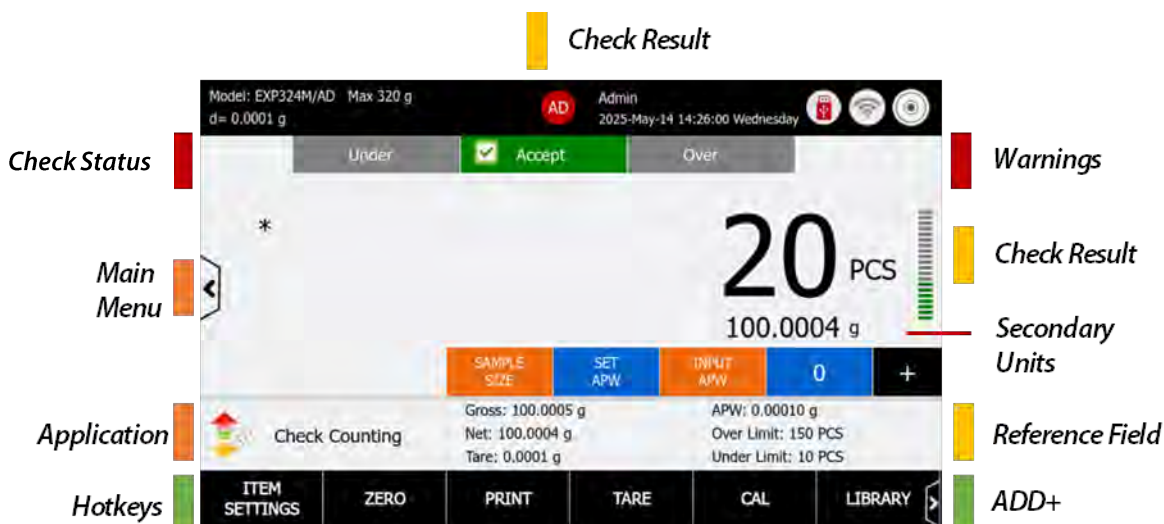 Check Result
Model: EXP324M/AD Max 320 g
d= 0.0001 g
AD
Admin
2025-May-14 14:26:00 Wednesday
Check Status
Under
Accept
Over
Warnings
*
20 PCS
Check Result
Main
Menu
100.0004 g
Secondary
Units
SAMPLE
SIZE
SET
APW
INPUT
APW
0
+
Application
Check Counting
Gross: 100.0005 g
Net: 100.0004 g
Tare: 0.0001 g
APW: 0.00010 g
Over Limit: 150 PCS
Under Limit: 10 PCS
Reference Field
Hotkeys
ITEM
SETTINGS
ZERO
PRINT
TARE
CAL
LIBRARY
ADD+